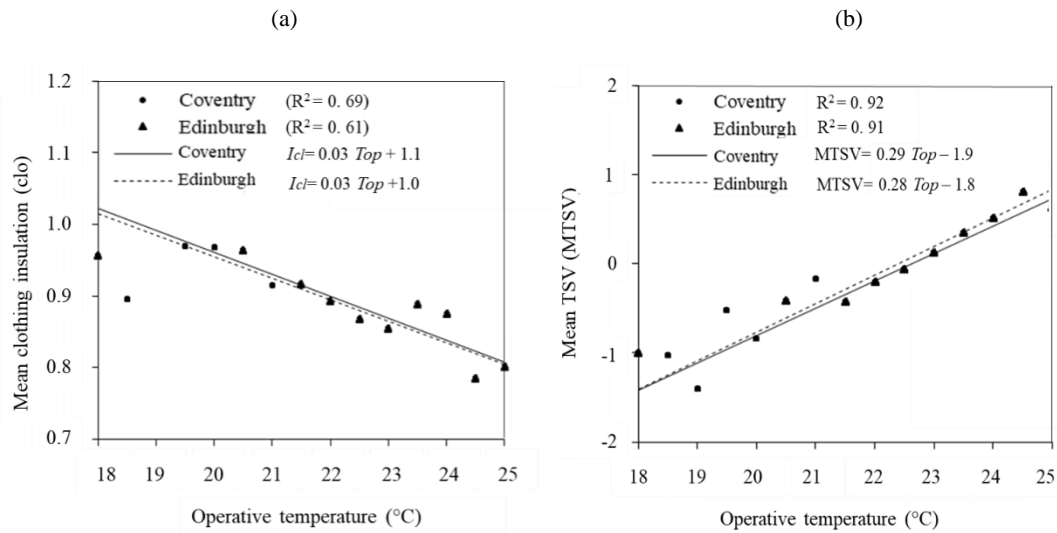 (a)
1.2
1.1
1.0
0.9
0.8
0.7
Mean clothing insulation (clo)
Coventry (R²= 0. 69)
Edinburgh (R²= 0. 61)
Coventry Icl= 0.03 Top + 1.1
Edinburgh Icl= 0.03 Top +1.0
18 19 20 21 22 23 24 25
Operative temperature (°C)
(b)
2
1
0
-1
-2
Mean TSV (MTSV)
Coventry R²= 0. 92
Edinburgh R²= 0. 91
Coventry MTSV= 0.29 Top – 1.9
Edinburgh MTSV= 0.28 Top – 1.8
18 19 20 21 22 23 24 25
Operative temperature (°C)